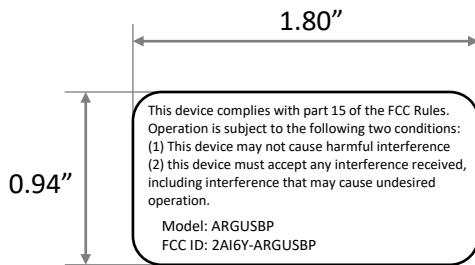 1.80”
0.94”
This device complies with part 15 of the FCC Rules.
Operation is subject to the following two conditions:
(1) This device may not cause harmful interference
(2) this device must accept any interference received,
including interference that may cause undesired
operation.
Model: ARGUSBP
FCC ID: 2AI6Y-ARGUSBP